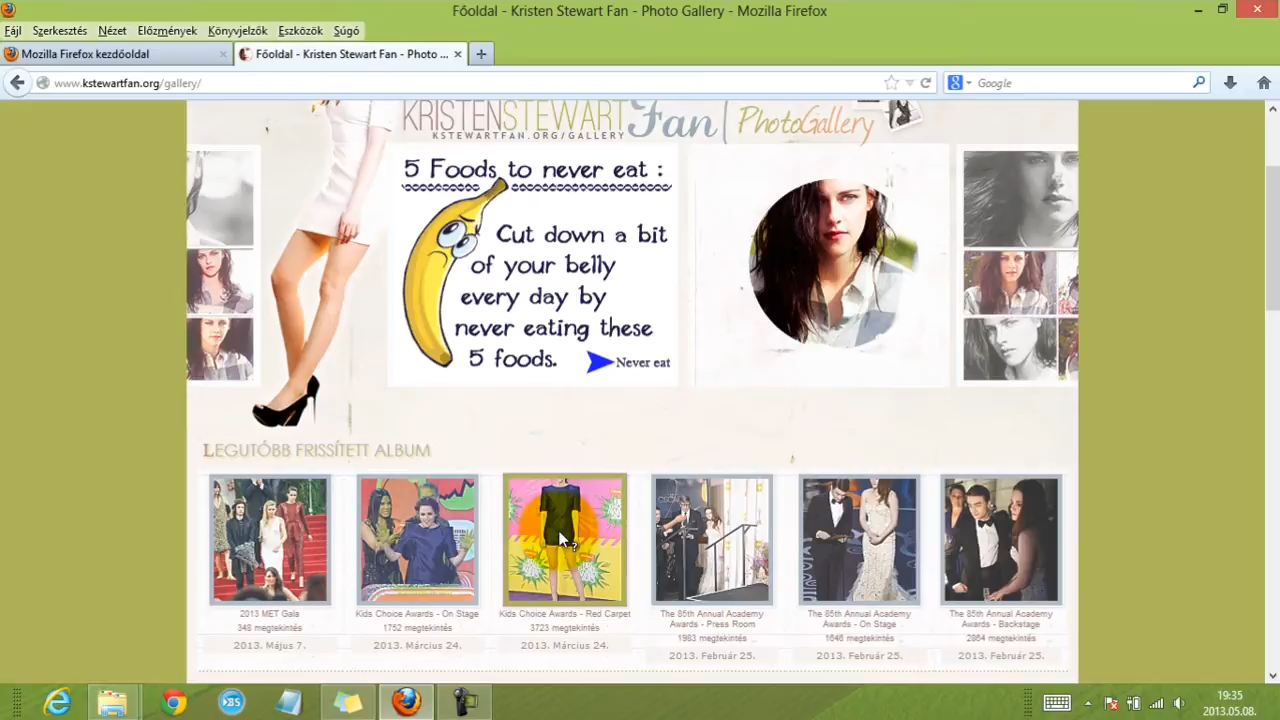 Főoldal - Kristen Stewart Fan - Photo Gallery - Mozilla Firefox
Fájl Szerkesztés Nézet Előzmények Könyvjelzők Eszközök Súgó
Mozilla Firefox kezdőoldal
Főoldal - Kristen Stewart Fan - Photo ...
www.kstewartfan.org/gallery/
Google
KRISTENSTEWART Fan | PhotoGallery
KSTEWARTFAN.ORG/GALLERY
5 Foods to never eat :
Cut down a bit
of your belly
every day by
never eating these
5 foods.
Never eat
LEGUTÓBB FRISSÍTETT ALBUM
2013 MET Gala
348 megtekintés
2013. Május 7.
Kids Choice Awards - On Stage
1752 megtekintés
2013. Március 24.
Kids Choice Awards - Red Carpet
3723 megtekintés
2013. Március 24.
The 85th Annual Academy
Awards - Press Room
1983 megtekintés
2013. Február 25.
The 85th Annual Academy
Awards - On Stage
1646 megtekintés
2013. Február 25.
The 85th Annual Academy
Awards - Backstage
2864 megtekintés
2013. Február 25.
19:35
2013.05.08.